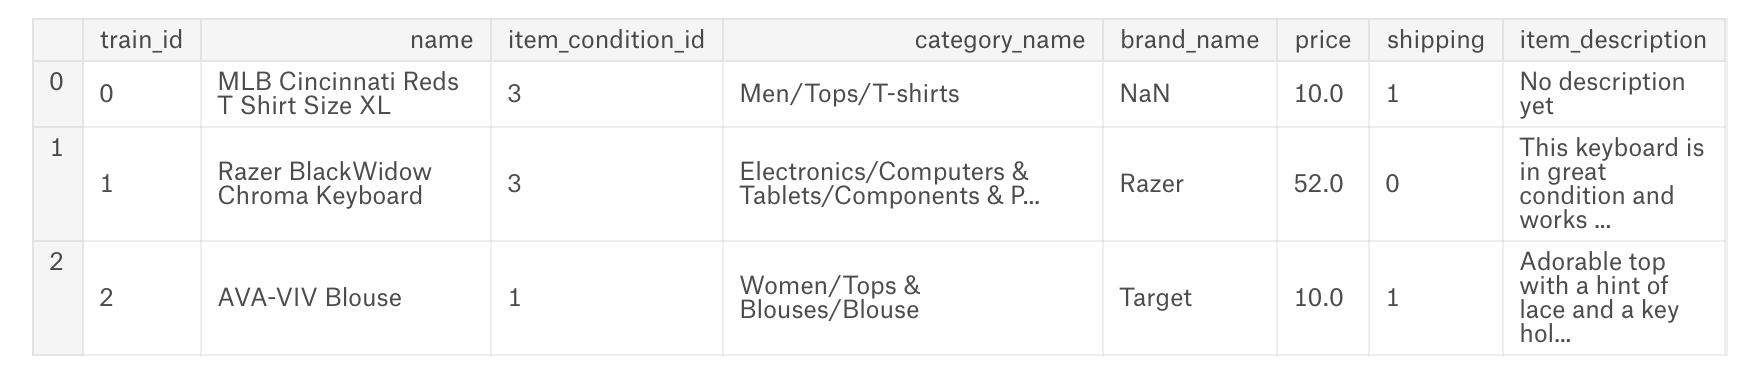 train_id name item_condition_id category_name brand_name price shipping item_description
0 0 MLB Cincinnati Reds T Shirt Size XL 3 Men/Tops/T-shirts NaN 10.0 1 No description yet
1 1 Razer BlackWidow Chroma Keyboard 3 Electronics/Computers & Tablets/Components & P... Razer 52.0 0 This keyboard is in great condition and works ...
2 2 AVA-VIV Blouse 1 Women/Tops & Blouses/Blouse Target 10.0 1 Adorable top with a hint of lace and a key hol...